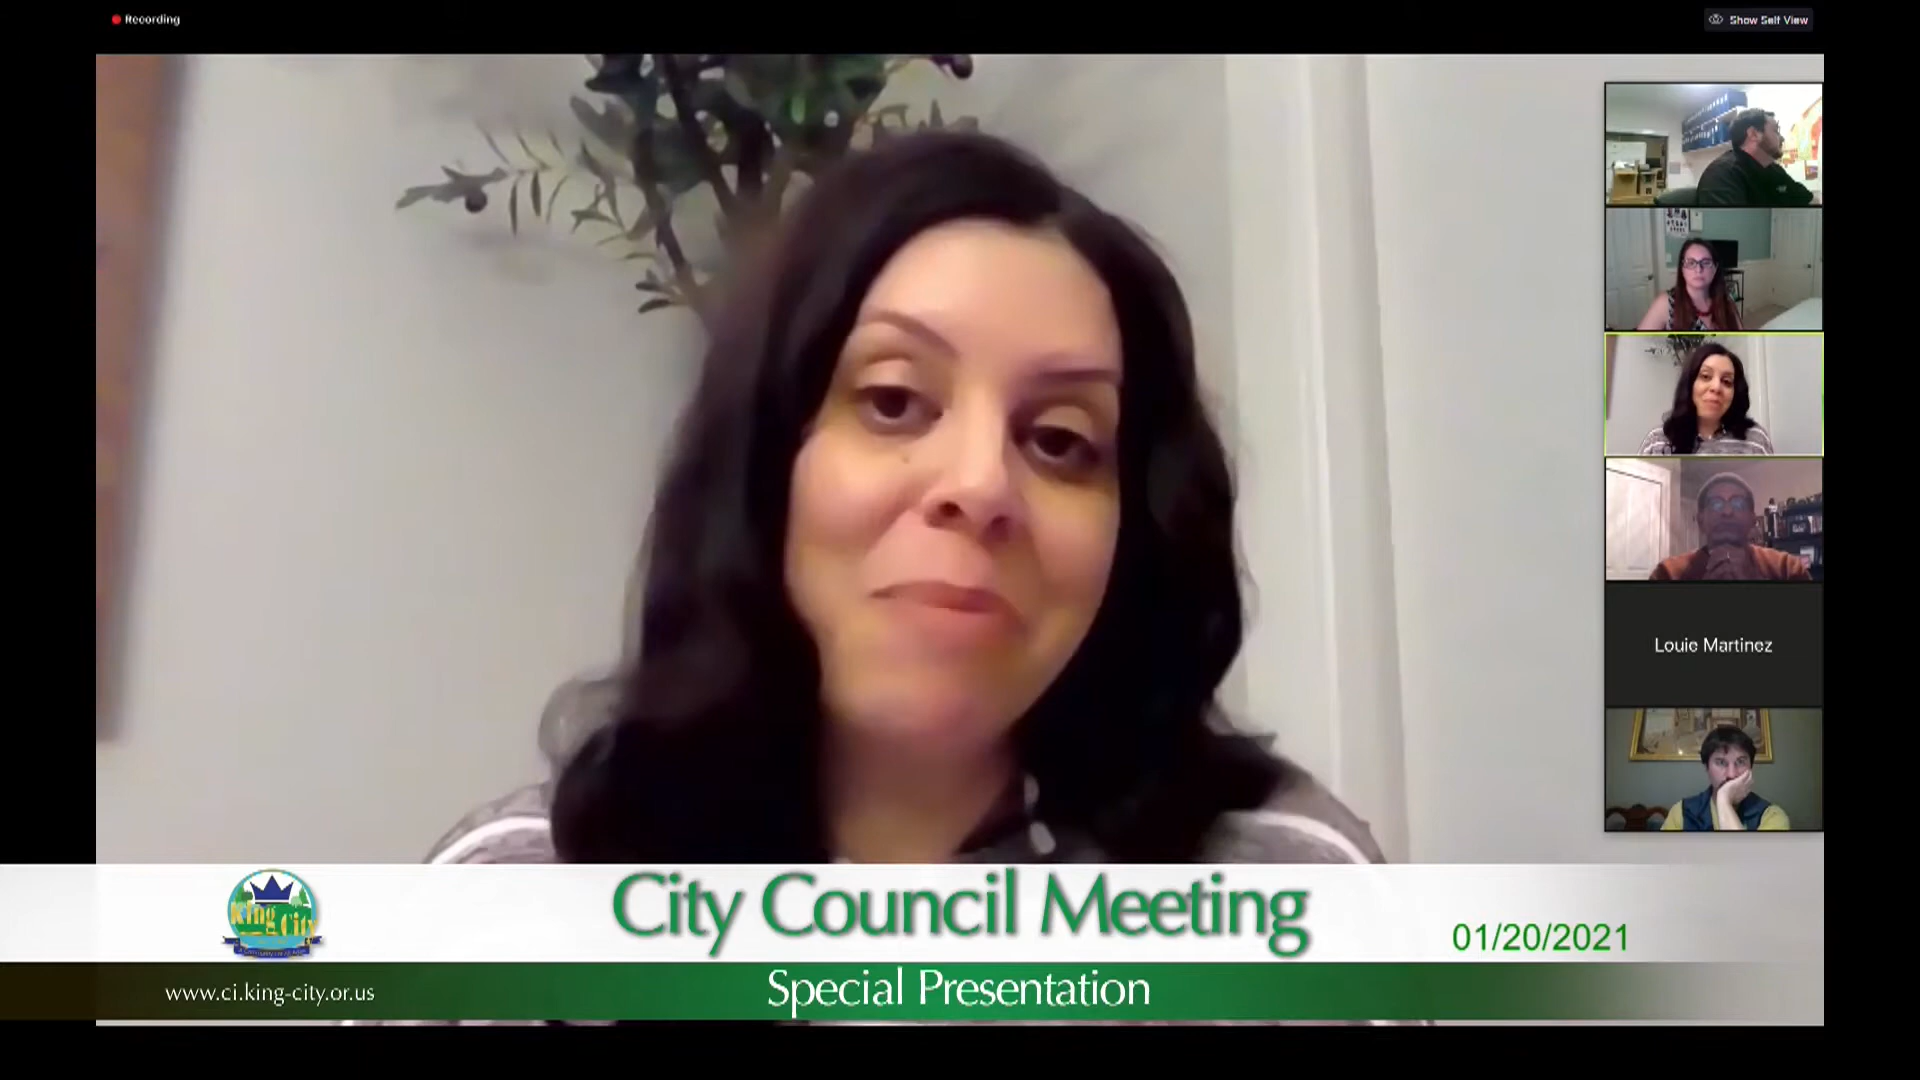 Recording
Show Self View
Louie Martinez
King
City
City Council Meeting
01/20/2021
Special Presentation
www.ci.king-city.or.us